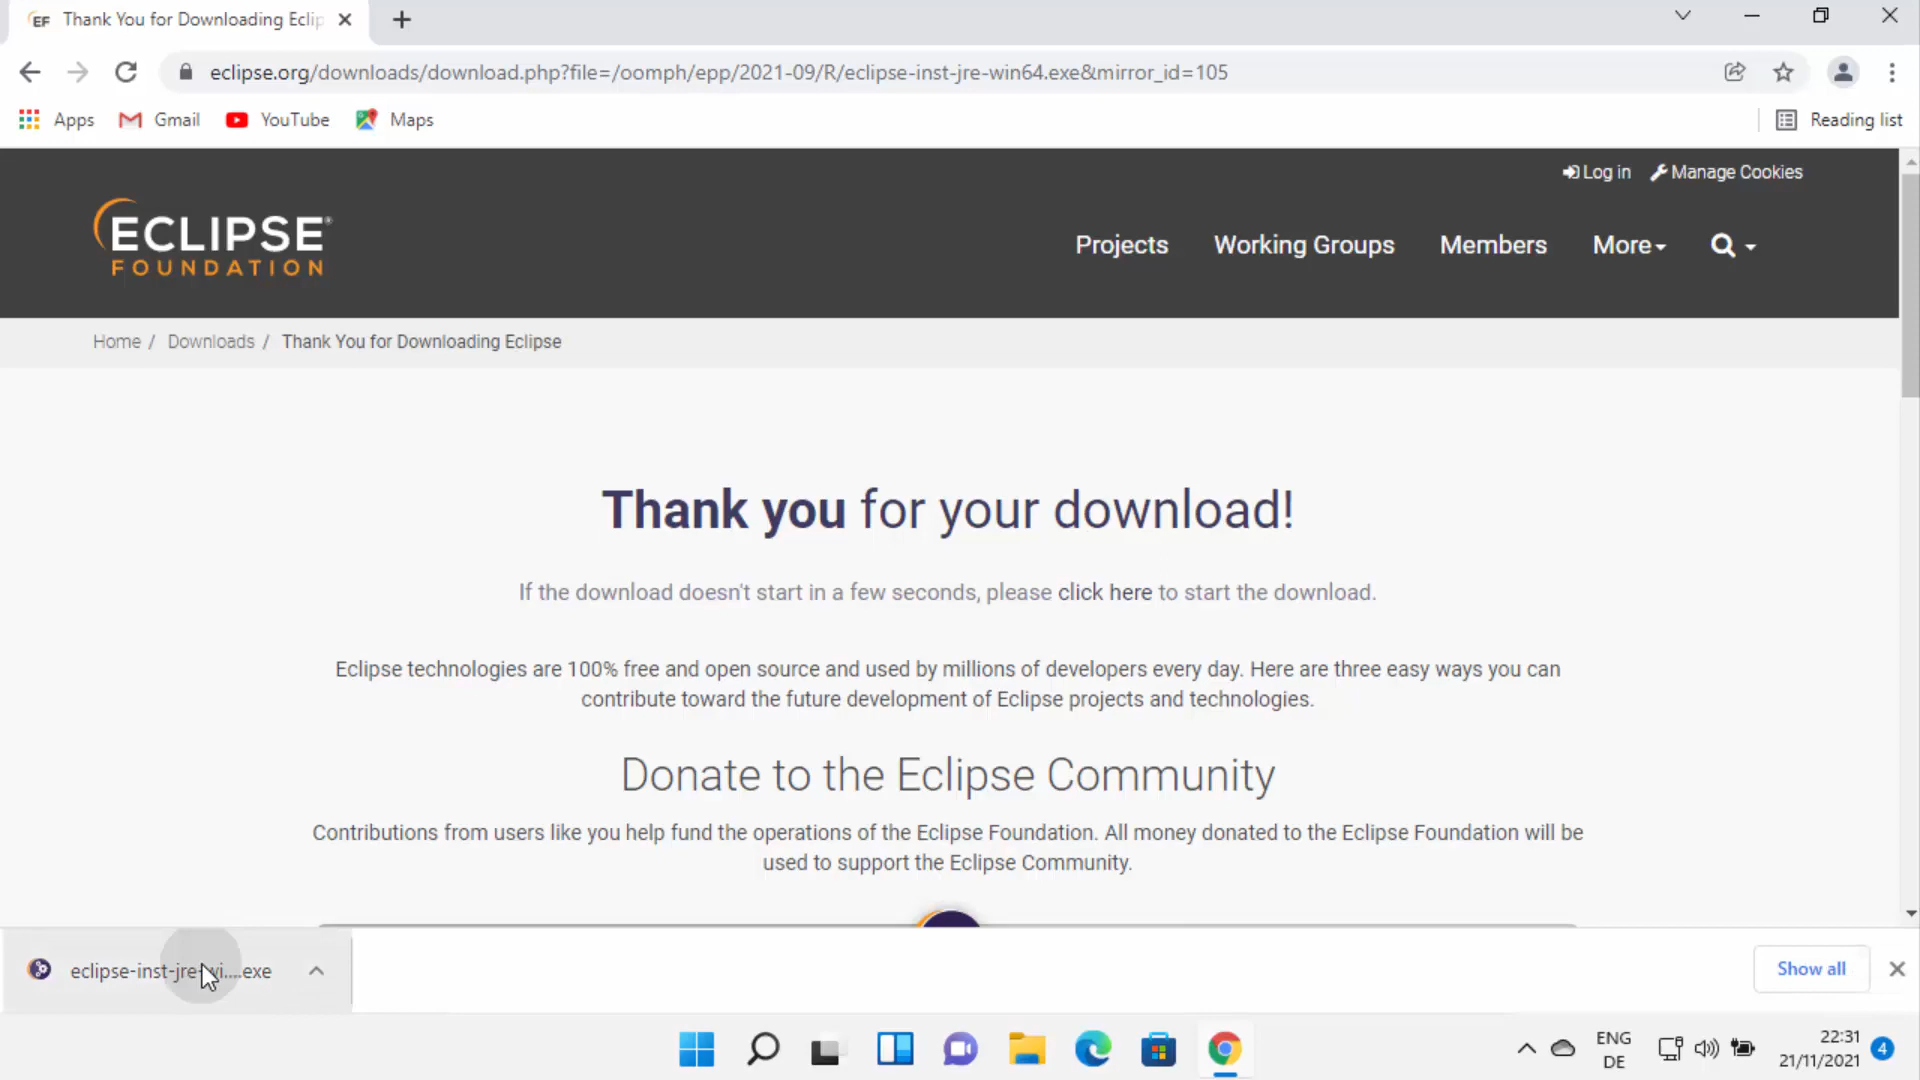 EF Thank You for Downloading Eclip
eclipse.org/downloads/download.php?file=/oomph/epp/2021-09/R/eclipse-inst-jre-win64.exe&mirror_id=105
Apps Gmail YouTube Maps Reading list
Log in Manage Cookies
ECLIPSE®
FOUNDATION
Projects Working Groups Members More
Home / Downloads / Thank You for Downloading Eclipse
Thank you for your download!
If the download doesn't start in a few seconds, please click here to start the download.
Eclipse technologies are 100% free and open source and used by millions of developers every day. Here are three easy ways you can
contribute toward the future development of Eclipse projects and technologies.
Donate to the Eclipse Community
Contributions from users like you help fund the operations of the Eclipse Foundation. All money donated to the Eclipse Foundation will be
used to support the Eclipse Community.
eclipse-inst-jre-wi....exe Show all
ENG 22:31
DE 21/11/2021 4